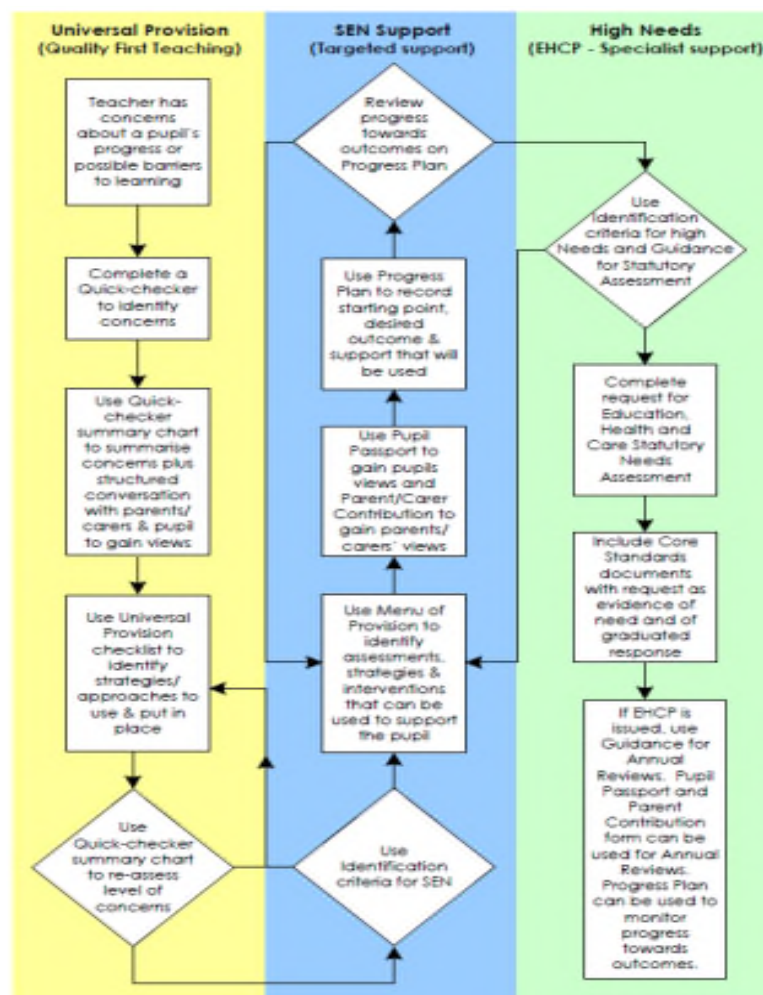 Universal Provision
(Quality First Teaching)
Teacher has
concerns
about a pupil's
progress or
possible barriers
to learning
Complete a
Quick-checker
to identify
concerns
Use Quick-
checker
summary chart
to summarise
concerns plus
structured
conversation
with parents/
carers & pupil
to gain views
Use Universal
Provision
checklist to
identify
strategies/
approaches to
use & put in
place
Use
Quick-checker
summary chart
to re-assess
level of
concerns
SEN Support
(Targeted support)
Review
progress
towards
outcomes on
Progress Plan
Use Progress
Plan to record
starting point,
desired
outcome &
support that will
be used
Use Pupil
Passport to
gain pupils
views and
Parent/Carer
Contribution to
gain parents/
carers' views
Use Menu of
Provision to
identify
assessments,
strategies &
interventions
that can be
used to support
the pupil
Use
Identification
criteria for SEN
High Needs
(EHCP - Specialist support)
Use
Identification
criteria for high
Needs and Guidance
for Statutory
Assessment
Complete
request for
Education,
Health and
Care Statutory
Needs
Assessment
Include Core
Standards
documents
with request as
evidence of
need and of
graduated
response
If EHCP is
issued, use
Guidance for
Annual
Reviews. Pupil
Passport and
Parent
Contribution
form can be
used for Annual
Reviews.
Progress Plan
can be used to
monitor
progress
towards
outcomes.